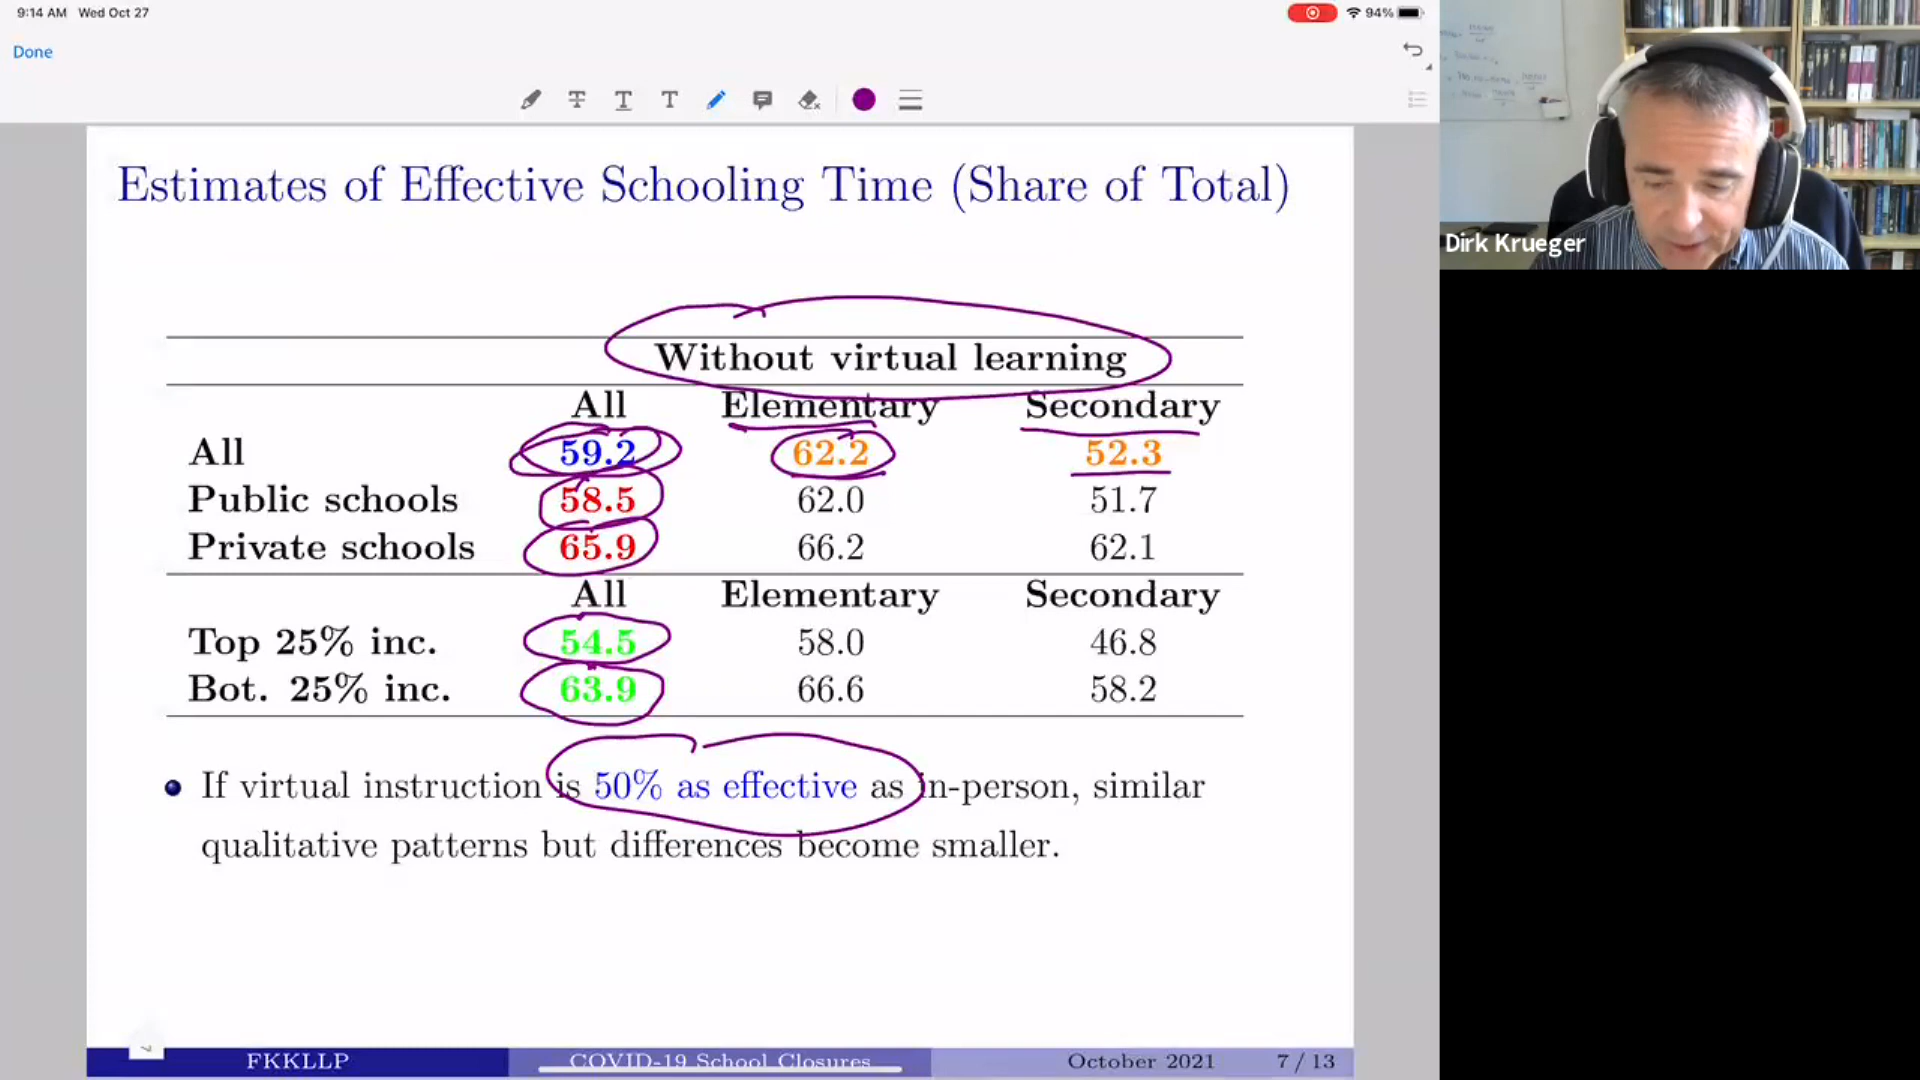 9:14 AM Wed Oct 27
94%
Done
Estimates of Effective Schooling Time (Share of Total)
Without virtual learning
All Elementary Secondary
All 59.2 62.2 52.3
Public schools 58.5 62.0 51.7
Private schools 65.9 66.2 62.1
All Elementary Secondary
Top 25% inc. 54.5 58.0 46.8
Bot. 25% inc. 63.9 66.6 58.2
• If virtual instruction is 50% as effective as in-person, similar
qualitative patterns but differences become smaller.
FKKLLP COVID-19 School Closures October 2021 7 / 13
Dirk Krueger